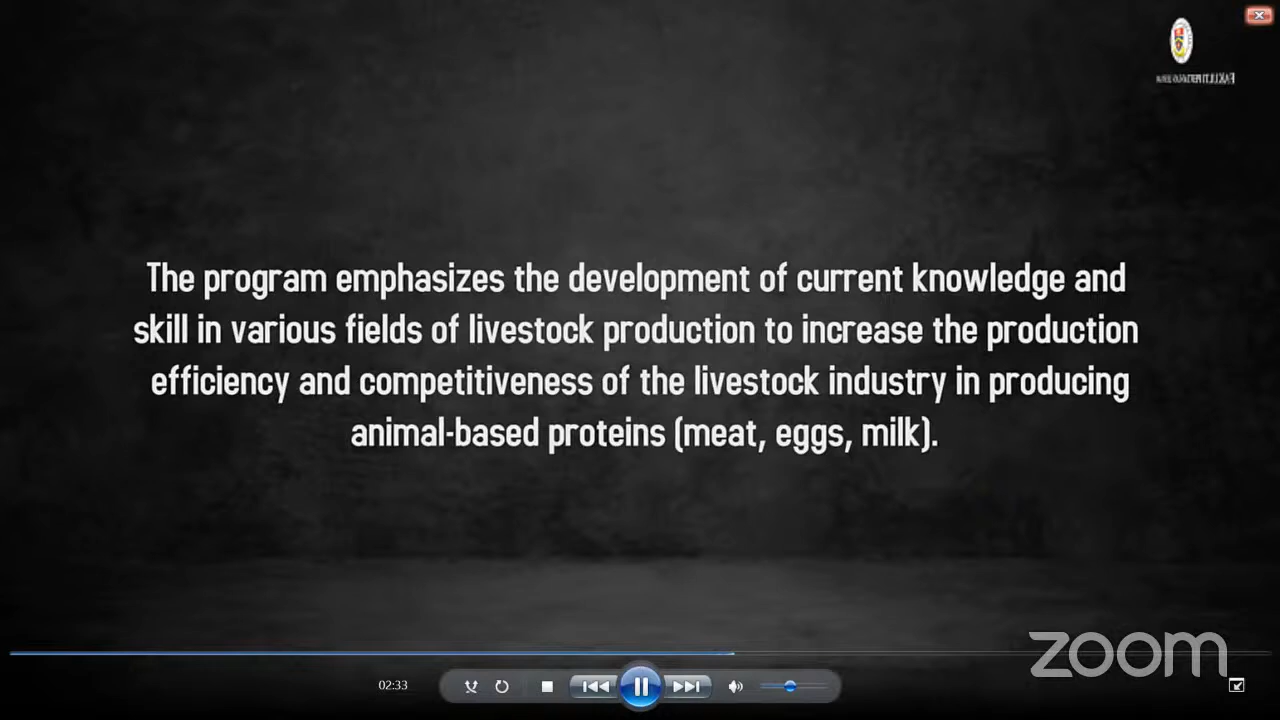 The program emphasizes the development of current knowledge and
skill in various fields of livestock production to increase the production
efficiency and competitiveness of the livestock industry in producing
animal-based proteins (meat, eggs, milk).
zoom
02:33